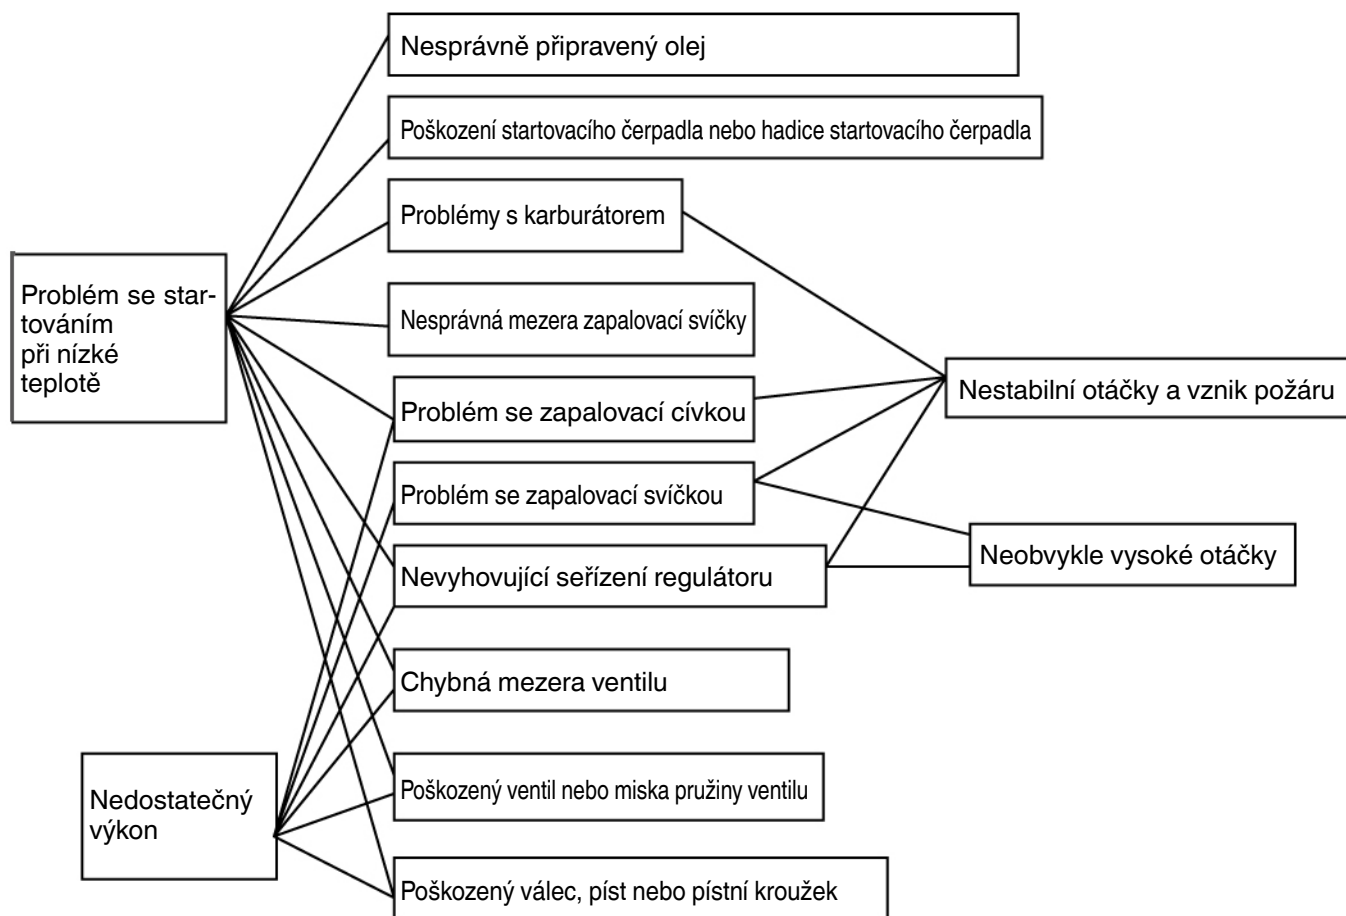 Nesprávně připravený olej
Poškození startovacího čerpadla nebo hadice startovacího čerpadla
Problémy s karburátorem
Problém se star-
továním
při nízké
teplotě
Nesprávná mezera zapalovací svíčky
Problém se zapalovací cívkou
Nestabilní otáčky a vznik požáru
Problém se zapalovací svíčkou
Neobvykle vysoké otáčky
Nevyhovující seřízení regulátoru
Chybná mezera ventilu
Nedostatečný
výkon
Poškozený ventil nebo miska pružiny ventilu
Poškozený válec, píst nebo pístní kroužek